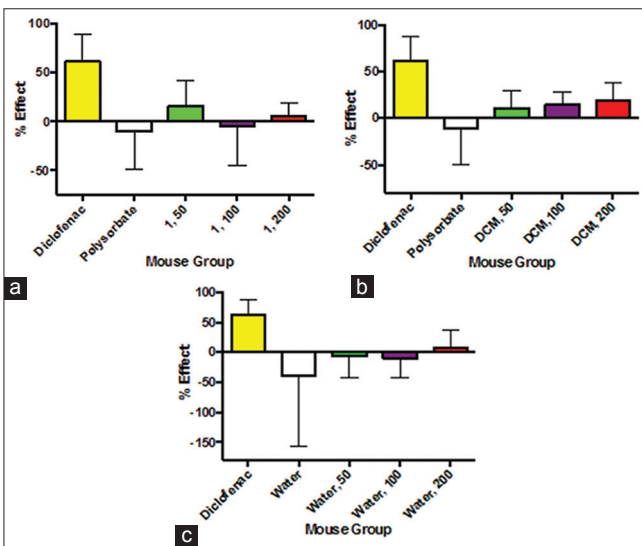 100
50
0
-50
% Effect
Diclofenac
Polysorbate
1, 50
1, 100
1, 200
Mouse Group
a
100
50
0
-50
% Effect
Diclofenac
Polysorbate
DCM, 50
DCM, 100
DCM, 200
Mouse Group
b
100
50
0
-50
-100
-150
% Effect
Diclofenac
Water
Water, 50
Water, 100
Water, 200
Mouse Group
c